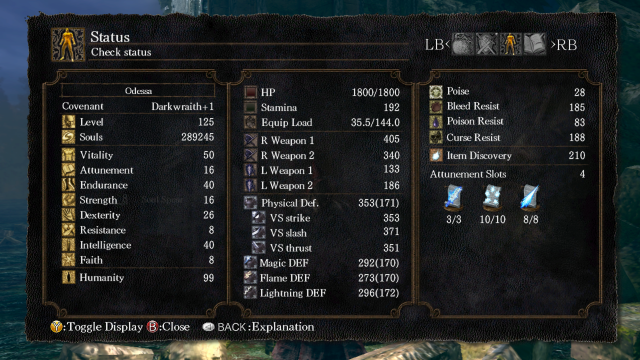 Status
Check status
LB< >RB
Odessa
Covenant Darkwraith+1
Level 125
Souls 289245
Vitality 50
Attunement 16
Endurance 40
Strength 16
Dexterity 26
Resistance 8
Intelligence 40
Faith 8
Humanity 99
HP 1800/1800
Stamina 192
Equip Load 35.5/144.0
R Weapon 1 405
R Weapon 2 340
L Weapon 1 133
L Weapon 2 186
Physical Def. 353(171)
VS strike 353
VS slash 371
VS thrust 351
Magic DEF 292(170)
Flame DEF 273(170)
Lightning DEF 296(172)
Poise 28
Bleed Resist 185
Poison Resist 83
Curse Resist 188
Item Discovery 210
Attunement Slots 4
3/3 10/10 8/8
Y:Toggle Display B:Close BACK:Explanation